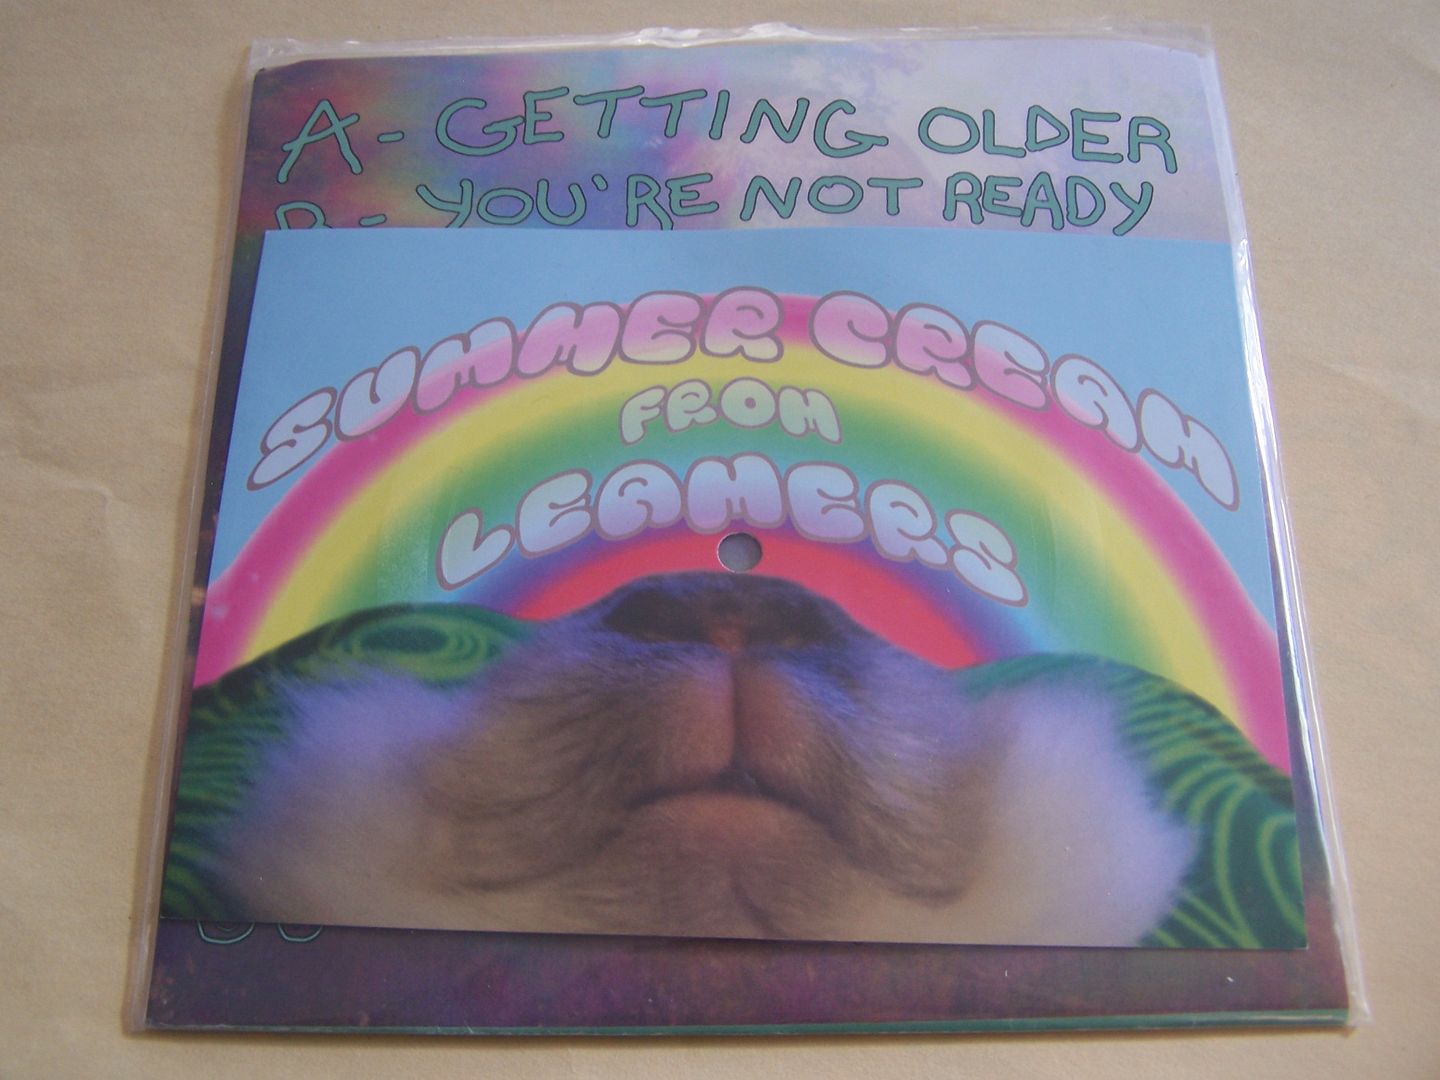 A - GETTING OLDER
B - YOU'RE NOT READY
SUMMER CREAM
FROM
LEAMERS